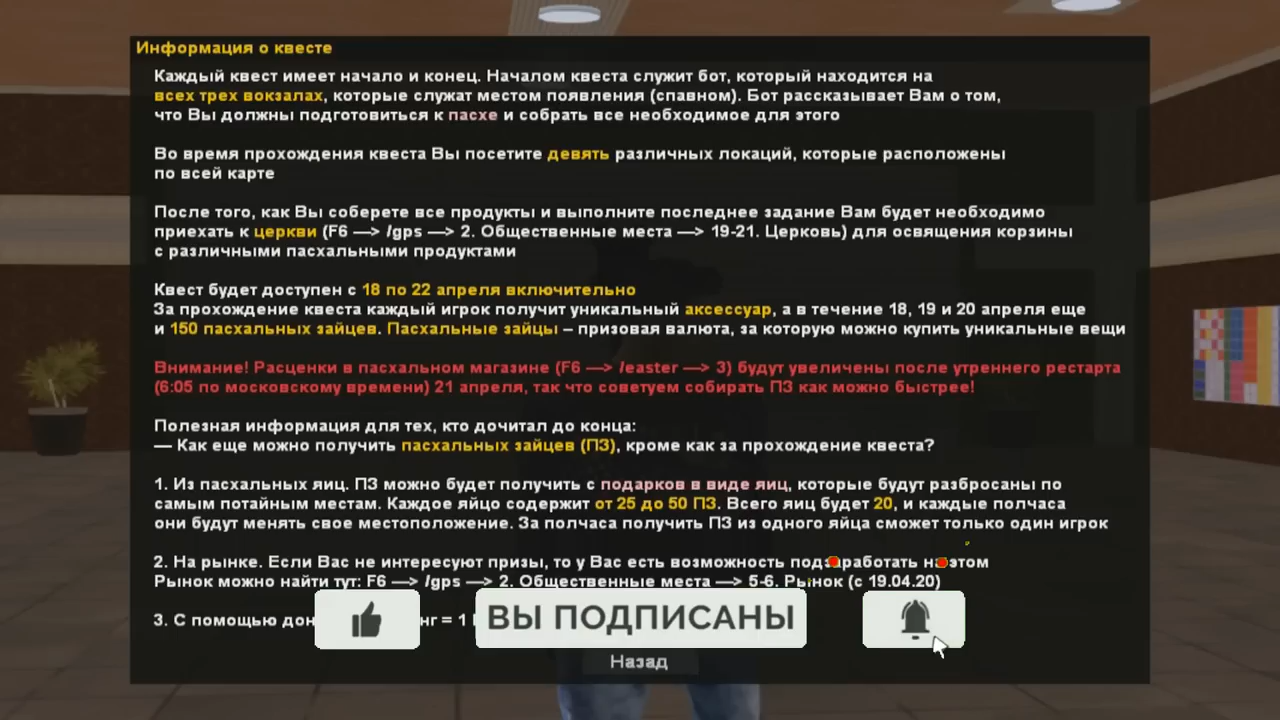 Информация о квесте
Каждый квест имеет начало и конец. Началом квеста служит бот, который находится на
всех трех вокзалах, которые служат местом появления (спавном). Бот рассказывает Вам о том,
что Вы должны подготовиться к пасхе и собрать все необходимое для этого
Во время прохождения квеста Вы посетите девять различных локаций, которые расположены
по всей карте
После того, как Вы соберете все продукты и выполните последнее задание Вам будет необходимо
приехать к церкви (F6 —> /gps —> 2. Общественные места —> 19-21. Церковь) для освящения корзины
с различными пасхальными продуктами
Квест будет доступен с 18 по 22 апреля включительно
За прохождение квеста каждый игрок получит уникальный аксессуар, а в течение 18, 19 и 20 апреля еще
и 150 пасхальных зайцев. Пасхальные зайцы – призовая валюта, за которую можно купить уникальные вещи
Внимание! Расценки в пасхальном магазине (F6 —> /easter —> 3) будут увеличены после утреннего рестарта
(6:05 по московскому времени) 21 апреля, так что советуем собирать ПЗ как можно быстрее!
Полезная информация для тех, кто дочитал до конца:
— Как еще можно получить пасхальных зайцев (ПЗ), кроме как за прохождение квеста?
1. Из пасхальных яиц. ПЗ можно будет получить с подарков в виде яиц, которые будут разбросаны по
самым потайным местам. Каждое яйцо содержит от 25 до 50 ПЗ. Всего яиц будет 20, и каждые полчаса
они будут менять свое местоположение. За полчаса получить ПЗ из одного яйца сможет только один игрок
2. На рынке. Если Вас не интересуют призы, то у Вас есть возможность подзаработать на этом
Рынок можно найти тут: F6 —> /gps —> 2. Общественные места —> 5-6. Рынок (с 19.04.20)
3. С помощью = 1
ВЫ ПОДПИСАНЫ
Назад